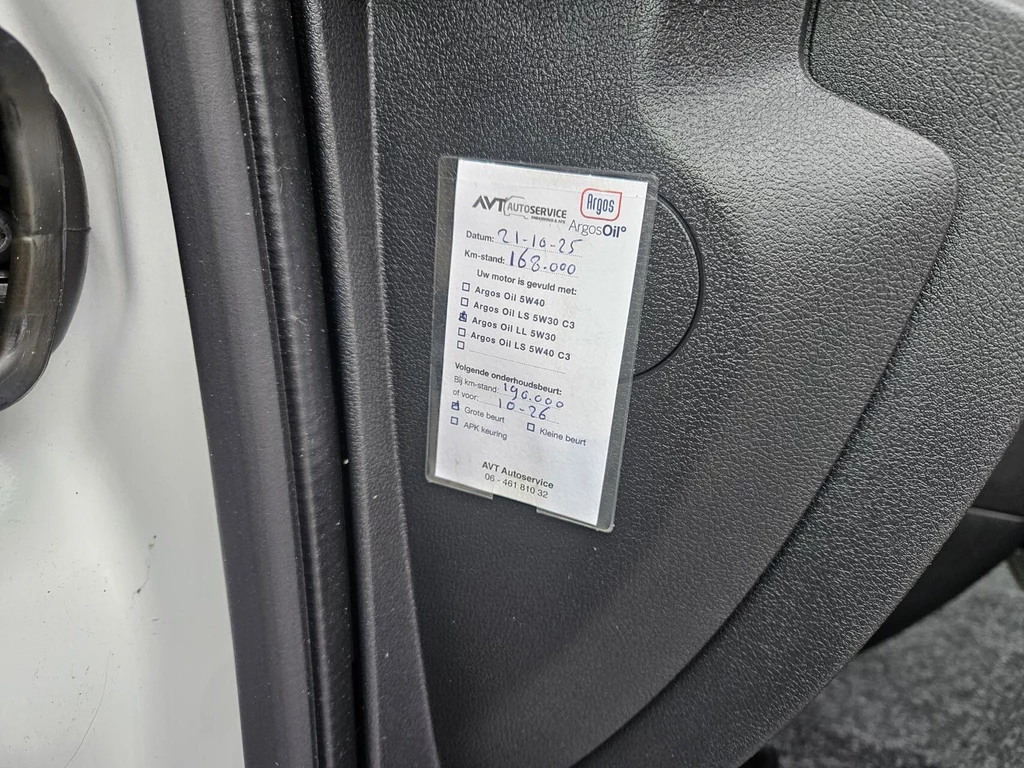 AVT AUTOSERVICE
ONDERHOUD & APK
Argos
ArgosOil
Datum: 21-10-25
Km-stand: 168.000
Uw motor is gevuld met:
Argos Oil 5W40
Argos Oil LS 5W30 C3
Argos Oil LL 5W30
Argos Oil LS 5W40 C3
Volgende onderhoudsbeurt:
Bij km-stand: 190.000
of voor: 10-26
Grote beurt Kleine beurt
APK keuring
AVT Autoservice
06 - 461 810 32